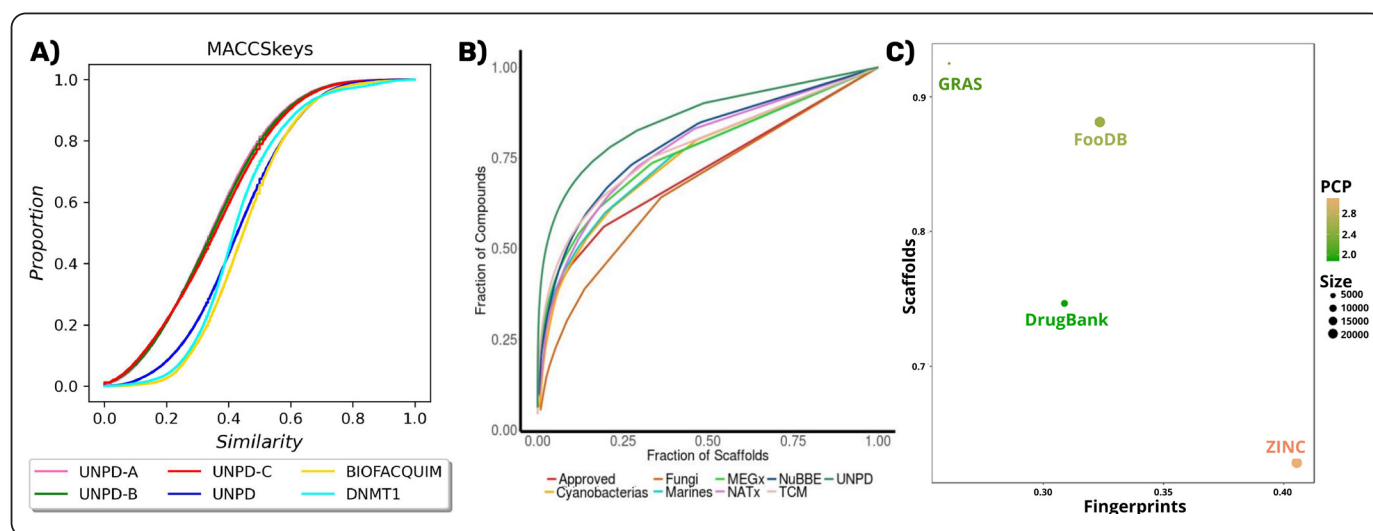 A)
MACCSkeys
Proportion
1.0
0.8
0.6
0.4
0.2
0.0
0.0 0.2 0.4 0.6 0.8 1.0
Similarity
UNPD-A UNPD-C BIOFACQUIM
UNPD-B UNPD DNMT1
B)
Fraction of Compounds
1.00
0.75
0.50
0.25
0.00
0.00 0.25 0.50 0.75 1.00
Fraction of Scaffolds
Approved Fungi MEGx NuBBE UNPD
Cyanobacterias Marines NATx TCM
C)
Scaffolds
0.9
0.8
0.7
GRAS
FooDB
DrugBank
ZINC
0.30 0.35 0.40
Fingerprints
PCP
2.8
2.4
2.0
Size
5000
10000
15000
20000